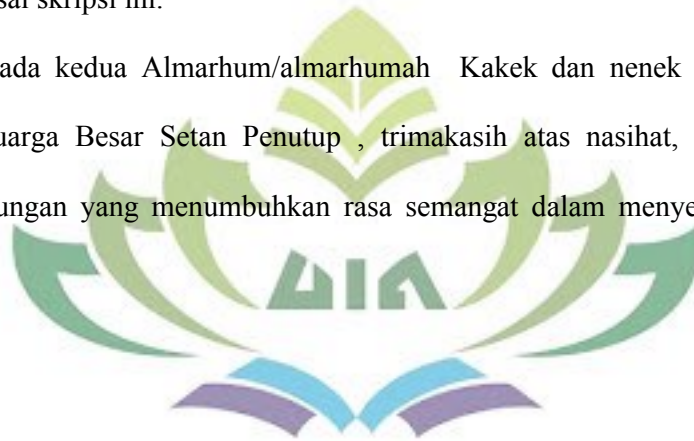 sai skripsi ini.
ada kedua Almarhum/almarhumah Kakek dan nenek
uarga Besar Setan Penutup , trimakasih atas nasihat,
ungan yang menumbuhkan rasa semangat dalam menye
UIN